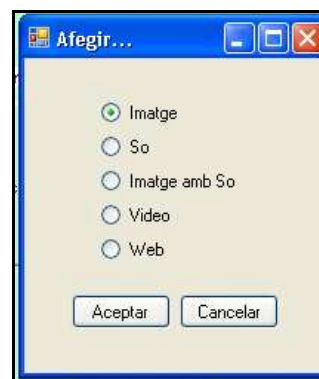 Afegir...
Imatge
So
Imatge amb So
Video
Web
Aceptar Cancelar